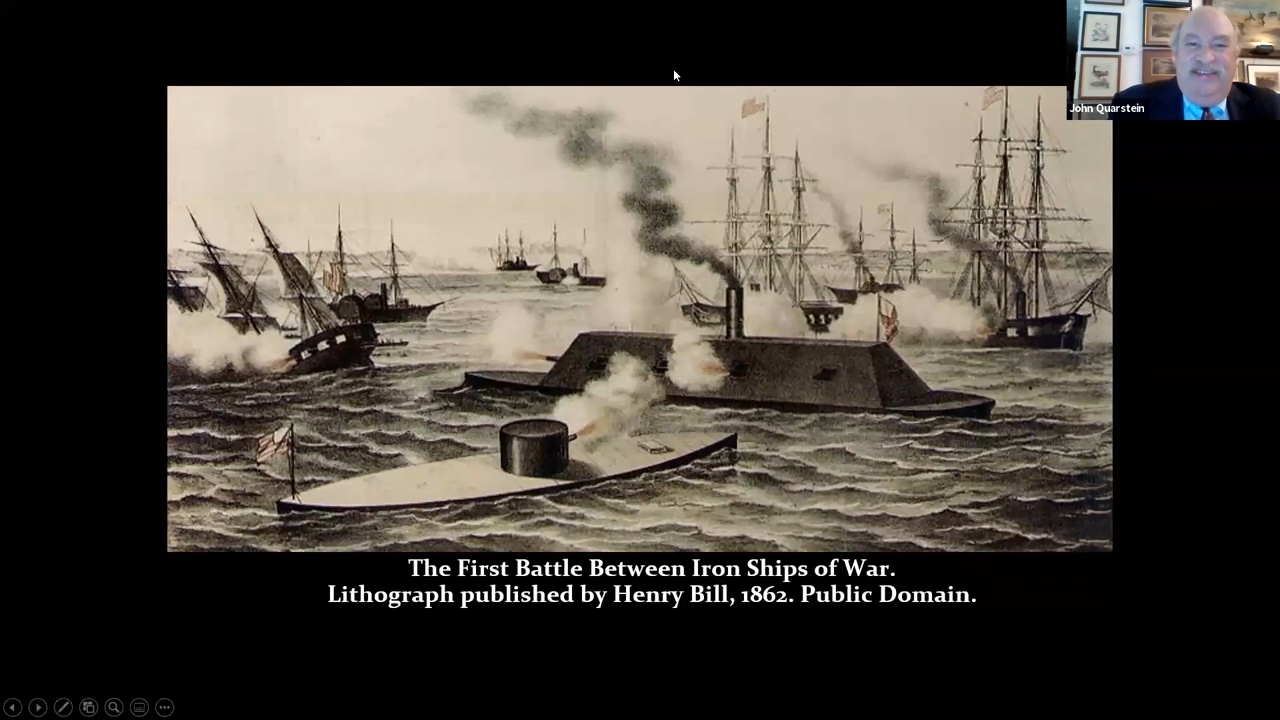 John Quarstein
The First Battle Between Iron Ships of War.
Lithograph published by Henry Bill, 1862. Public Domain.